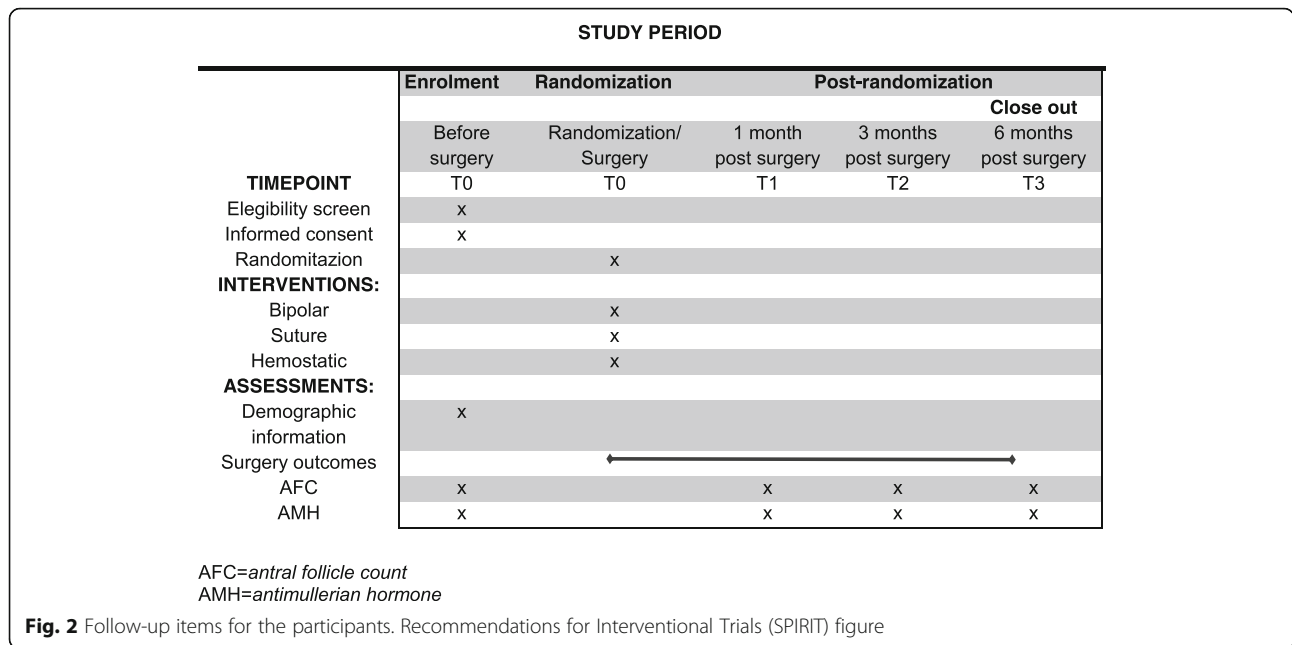 STUDY PERIOD
Enrolment Randomization Post-randomization
Close out
Before Randomization/ 1 month 3 months 6 months
surgery Surgery post surgery post surgery post surgery
TIMEPOINT T0 T0 T1 T2 T3
Elegibility screen x
Informed consent x
Randomitazion x
INTERVENTIONS:
Bipolar x
Suture x
Hemostatic x
ASSESSMENTS:
Demographic x
information
Surgery outcomes
AFC x x x x
AMH x x x x
AFC=antral follicle count
AMH=antimullerian hormone
Fig. 2 Follow-up items for the participants. Recommendations for Interventional Trials (SPIRIT) figure